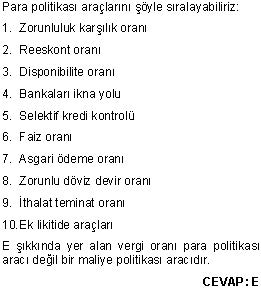 Para politikası araçlarını şöyle sıralayabiliriz:
1. Zorunluluk karşılık oranı
2. Reeskont oranı
3. Disponibilite oranı
4. Bankaları ikna yolu
5. Selektif kredi kontrolü
6. Faiz oranı
7. Asgari ödeme oranı
8. Zorunlu döviz devir oranı
9. İthalat teminat oranı
10.Ek likitide araçları
E şıkkında yer alan vergi oranı para politikası
aracı değil bir maliye politikası aracıdır.
CEVAP:E